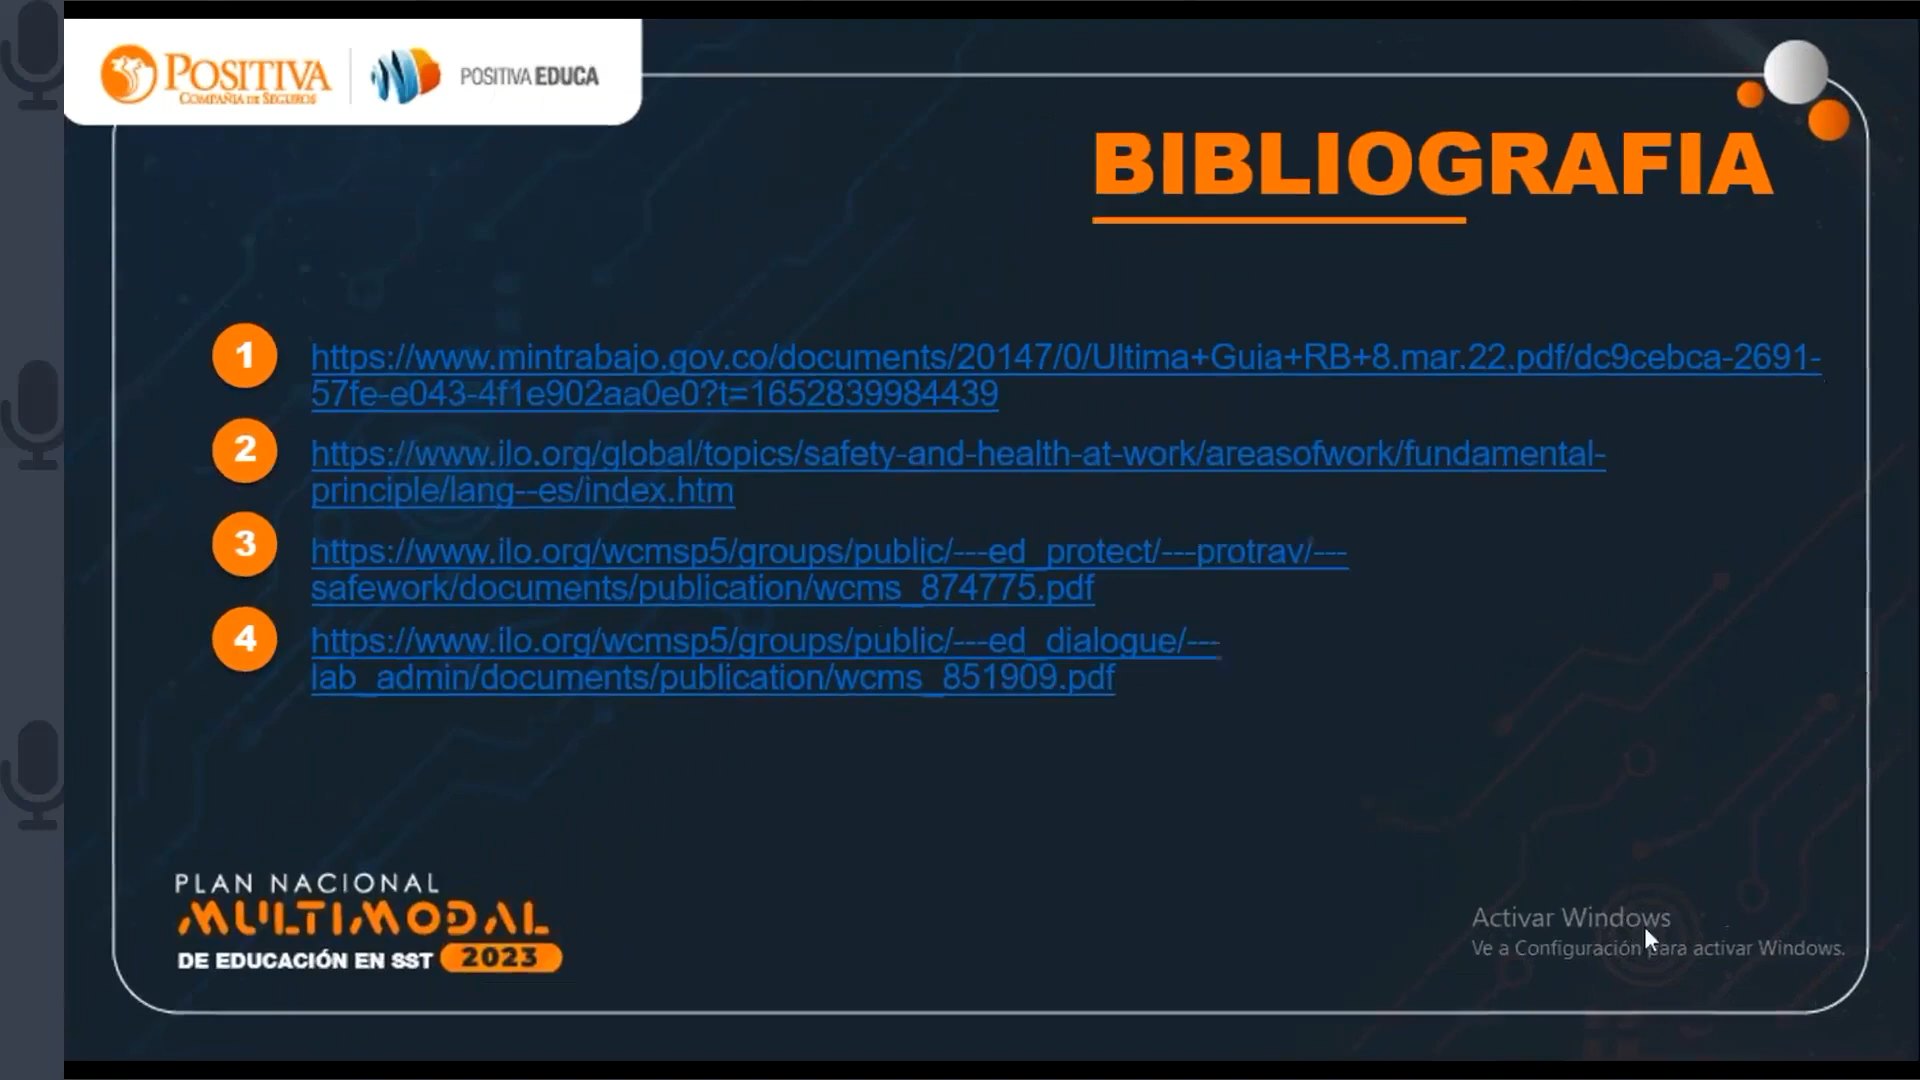 POSITIVA
COMPAÑIA DE SEGUROS
POSITIVA EDUCA
BIBLIOGRAFIA
1
https://www.mintrabajo.gov.co/documents/20147/0/Ultima+Guia+RB+8.mar.22.pdf/dc9cebca-2691-
57fe-e043-4f1e902aa0e0?t=1652839984439
2
https://www.ilo.org/global/topics/safety-and-health-at-work/areasofwork/fundamental-
principle/lang--es/index.htm
3
https://www.ilo.org/wcmsp5/groups/public/---ed_protect/---protrav/---
safework/documents/publication/wcms_874775.pdf
4
https://www.ilo.org/wcmsp5/groups/public/---ed_dialogue/---
lab_admin/documents/publication/wcms_851909.pdf
PLAN NACIONAL
MULTIMODAL
DE EDUCACIÓN EN SST 2023
Activar Windows
Ve a Configuración para activar Windows.